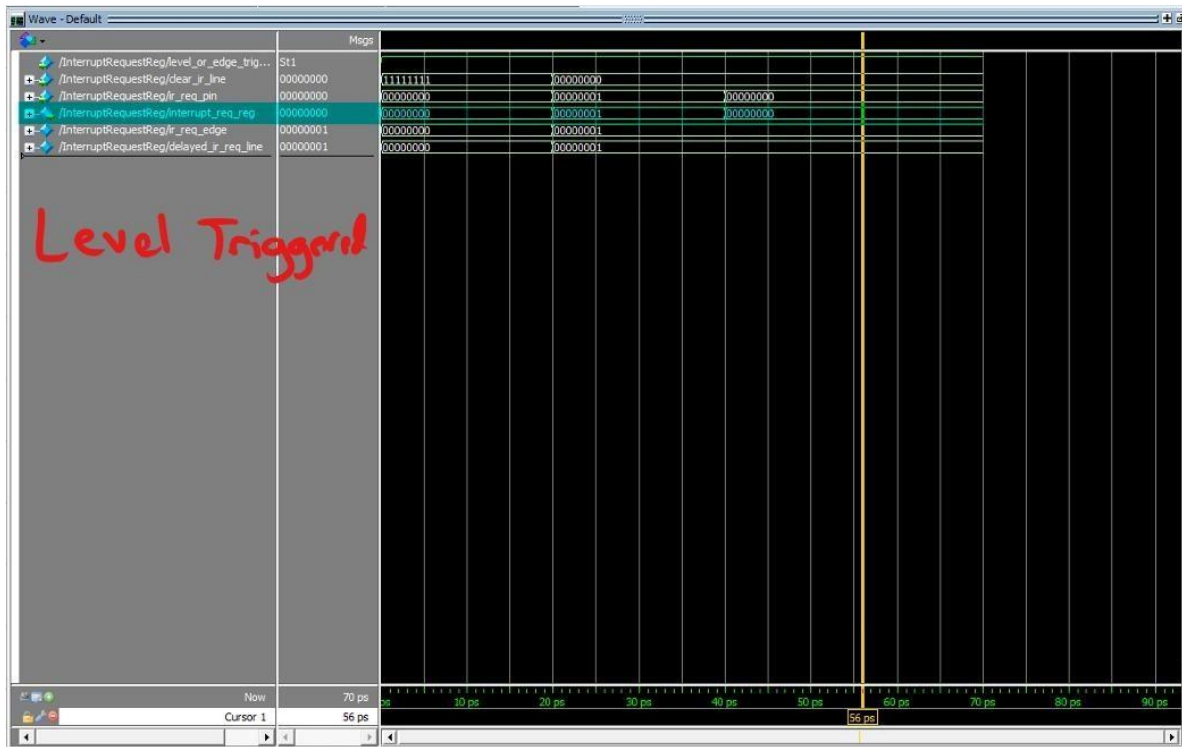 Wave - Default
Msgs
/InterruptRequestReg/level_or_edge_trig... St1
/InterruptRequestReg/clear_ir_line 00000000 11111111 00000000
/InterruptRequestReg/ir_req_pin 00000000 00000000 00000001 00000000
/InterruptRequestReg/interrupt_req_reg 00000000 00000000 00000001 00000000
/InterruptRequestReg/ir_req_edge 00000001 00000000 00000001
/InterruptRequestReg/delayed_ir_req_line 00000001 00000000 00000001
Level Triggered
Now 70 ps ps 10 ps 20 ps 30 ps 40 ps 50 ps 60 ps 70 ps 80 ps 90 ps
Cursor 1 56 ps 56 ps